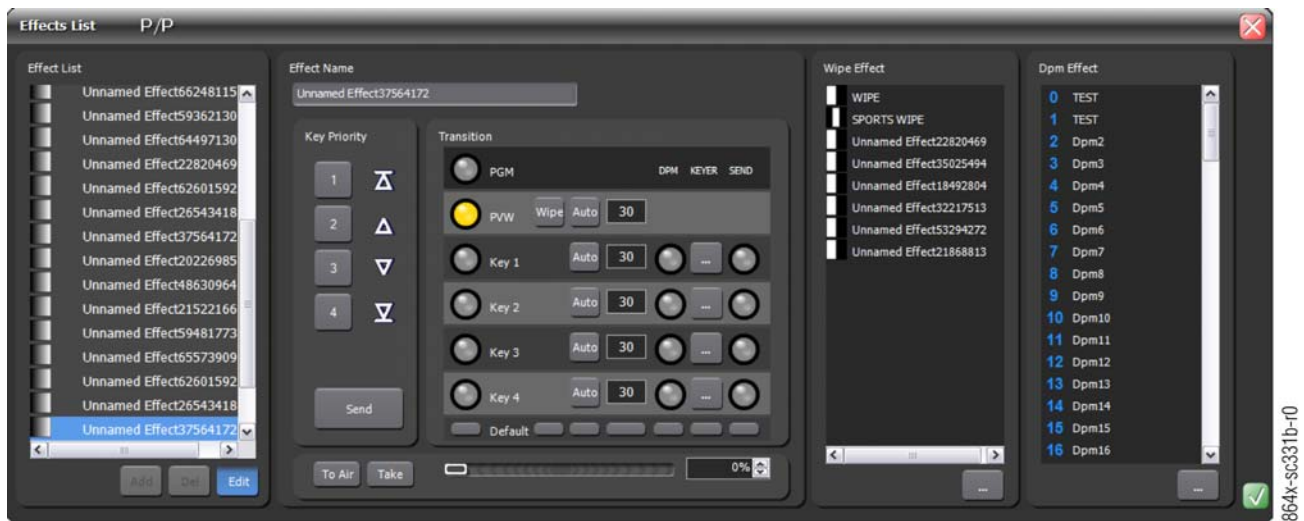 Effects List P/P
Effect List
Unnamed Effect66248115
Unnamed Effect59362130
Unnamed Effect64497130
Unnamed Effect22820469
Unnamed Effect62601592
Unnamed Effect26543418
Unnamed Effect37564172
Unnamed Effect20226985
Unnamed Effect48630964
Unnamed Effect21522166
Unnamed Effect59481773
Unnamed Effect65573909
Unnamed Effect62601592
Unnamed Effect26543418
Unnamed Effect37564172
Add Del Edit
Effect Name
Unnamed Effect37564172
Key Priority
1
2
3
4
Send
Transition
PGM DPM KEYER SEND
PVW Wipe Auto 30
Key 1 Auto 30 ...
Key 2 Auto 30 ...
Key 3 Auto 30 ...
Key 4 Auto 30 ...
Default
To Air Take 0%
Wipe Effect
WIPE
SPORTS WIPE
Unnamed Effect22820469
Unnamed Effect35025494
Unnamed Effect18492804
Unnamed Effect32217513
Unnamed Effect53294272
Unnamed Effect21868813
...
Dpm Effect
0 TEST
1 TEST
2 Dpm2
3 Dpm3
4 Dpm4
5 Dpm5
6 Dpm6
7 Dpm7
8 Dpm8
9 Dpm9
10 Dpm10
11 Dpm11
12 Dpm12
13 Dpm13
14 Dpm14
15 Dpm15
16 Dpm16
...
864x-sc331b-r0